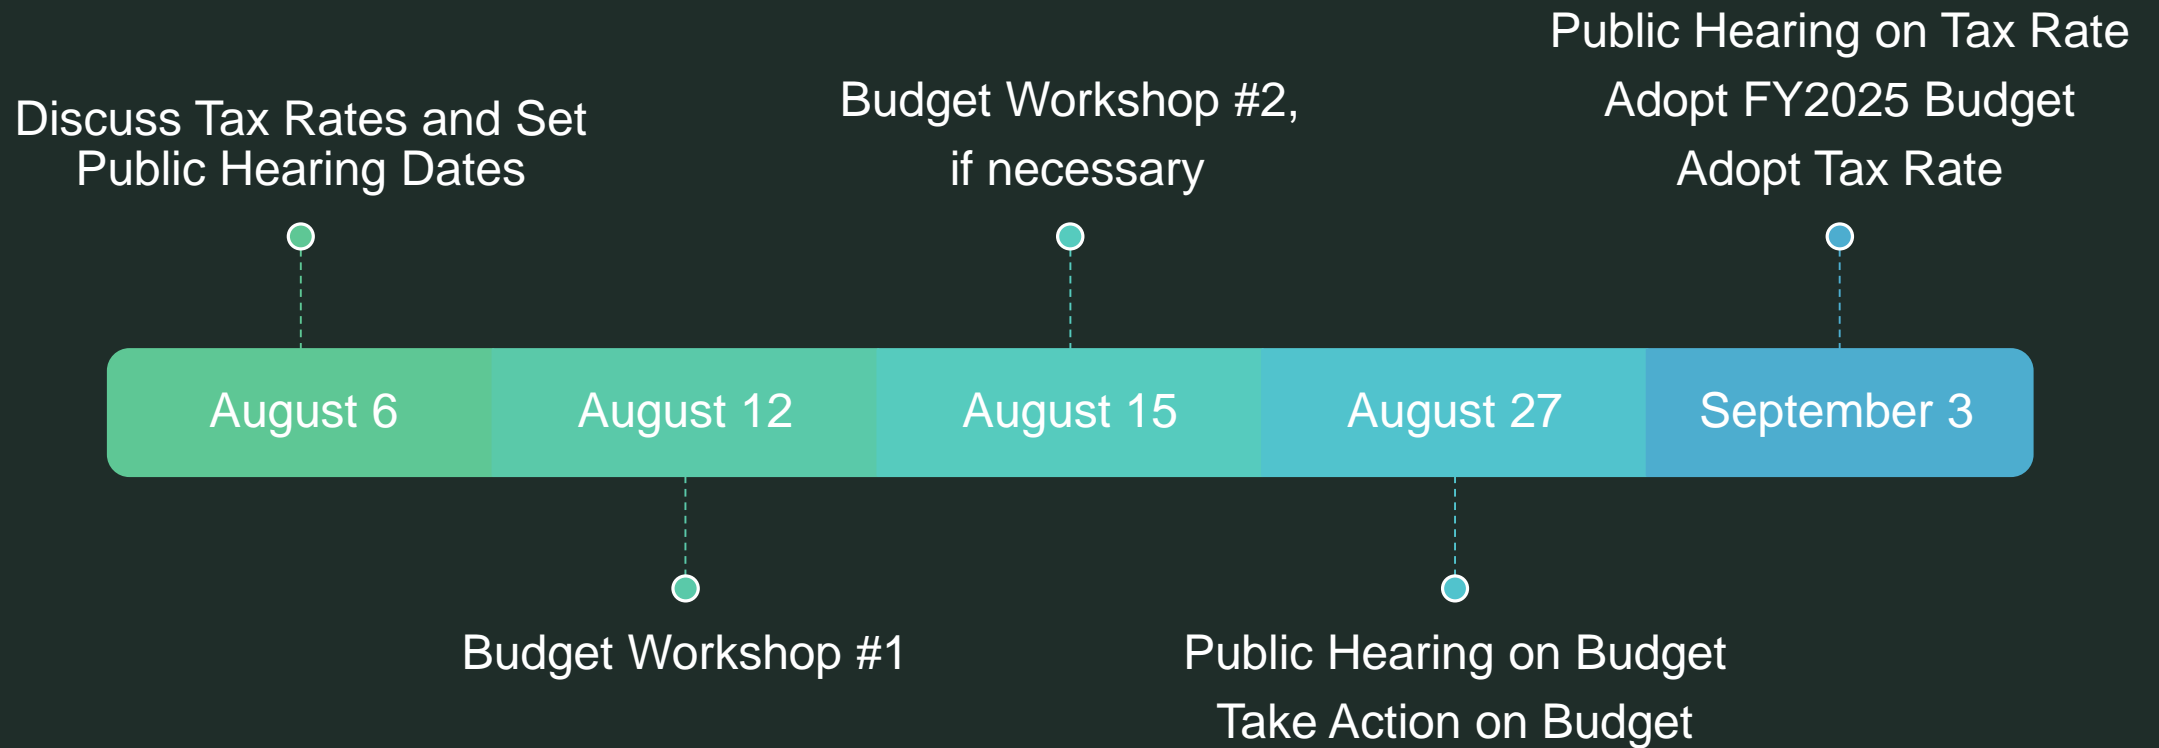 Discuss Tax Rates and Set
Public Hearing Dates
Budget Workshop #2,
if necessary
Public Hearing on Tax Rate
Adopt FY2025 Budget
Adopt Tax Rate
August 6
August 12
August 15
August 27
September 3
Budget Workshop #1
Public Hearing on Budget
Take Action on Budget